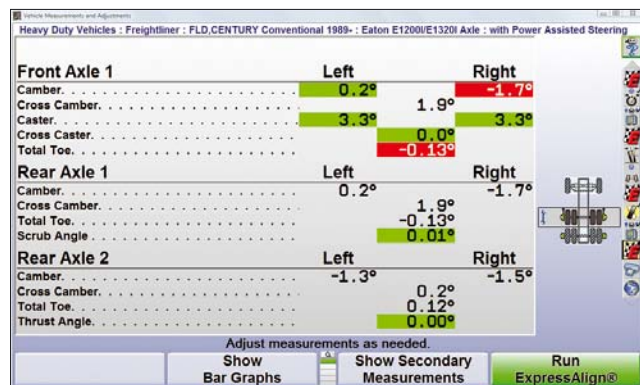 Vehicle Measurements and Adjustments
Heavy Duty Vehicles : Freightliner : FLD,CENTURY Conventional 1989- : Eaton E1200I/E1320I Axle : with Power Assisted Steering
Front Axle 1 Left Right
Camber. 0.2° -1.7°
Cross Camber. 1.9°
Caster. 3.3° 3.3°
Cross Caster. 0.0°
Total Toe. -0.13°
Rear Axle 1 Left Right
Camber. 0.2° -1.7°
Cross Camber. 1.9°
Total Toe. -0.13°
Scrub Angle 0.01°
Rear Axle 2 Left Right
Camber. -1.3° -1.5°
Cross Camber. 0.2°
Total Toe. 0.12°
Thrust Angle. 0.00°
Adjust measurements as needed.
Show Bar Graphs
Show Secondary Measurements
Run ExpressAlign®